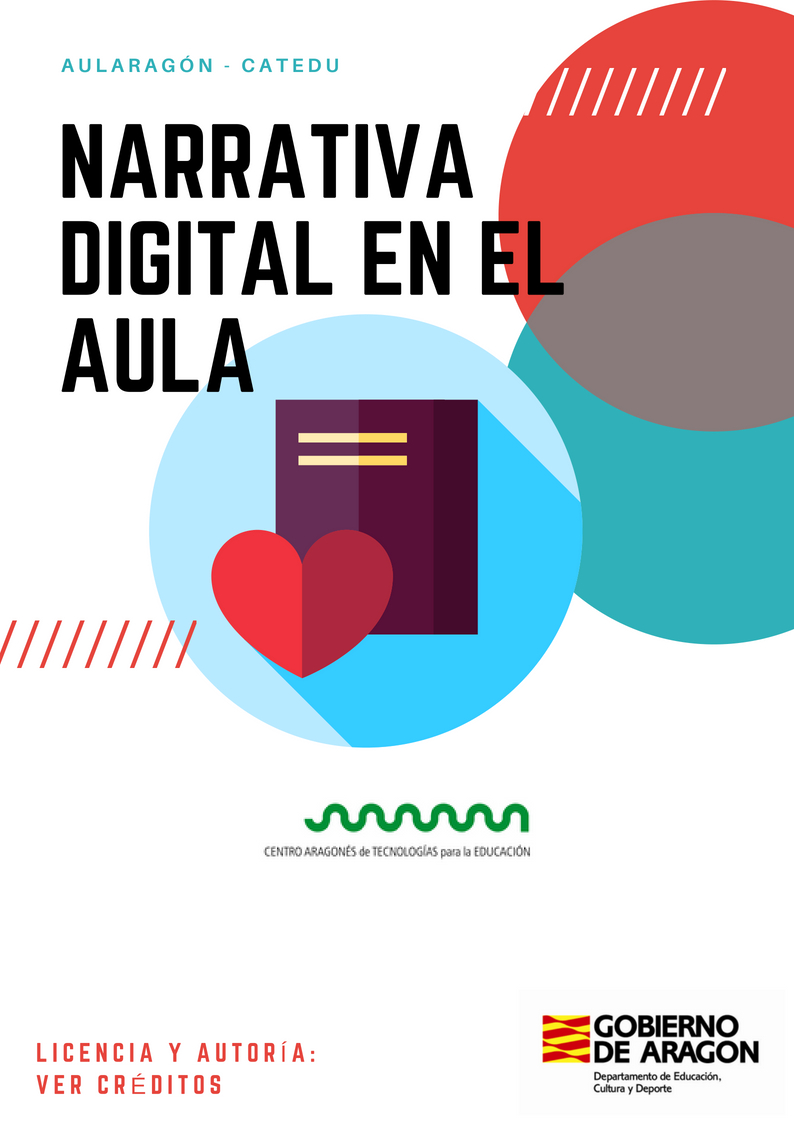 AULARAGÓN - CATEDU
NARRATIVA
DIGITAL EN EL
AULA
CENTRO ARAGONÉS de TECNOLOGÍAS para la EDUCACIÓN
LICENCIA Y AUTORÍA:
VER CRÉDITOS
GOBIERNO
DE ARAGON
Departamento de Educación,
Cultura y Deporte